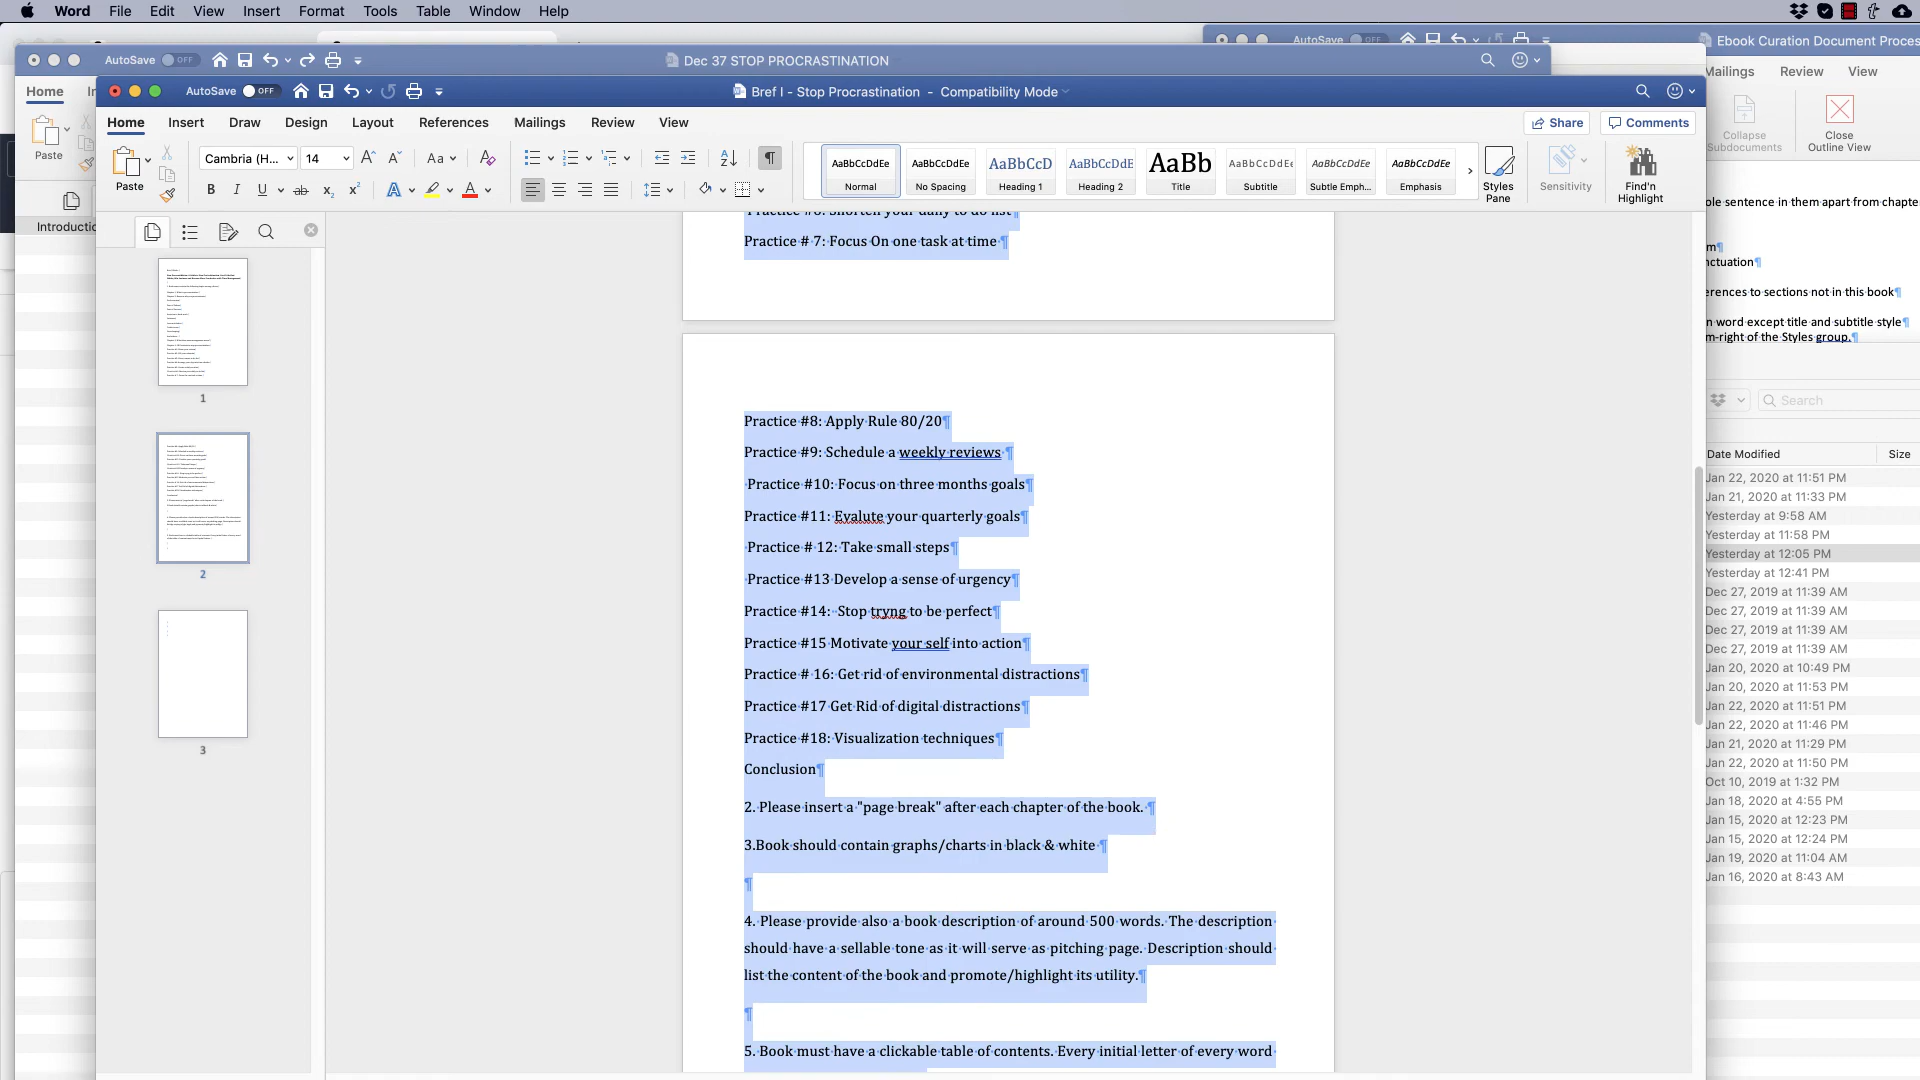 Word File Edit View Insert Format Tools Table Window Help
AutoSave OFF Ebook Curation Document Proces
AutoSave OFF Dec 37 STOP PROCRASTINATION
Home Mailings Review View
AutoSave OFF Bref I - Stop Procrastination - Compatibility Mode
Home Insert Draw Design Layout References Mailings Review View Share Comments
Paste
Collapse Subdocuments
Close Outline View
Paste
Cambria (H... 14
AaBbCcDdEe Normal
AaBbCcDdEe No Spacing
AaBbCcD Heading 1
AaBbCcDdE Heading 2
AaBb Title
AaBbCcDdEe Subtitle
AaBbCcDdEe Subtle Emph...
AaBbCcDdEe Emphasis
Styles Pane
Sensitivity
Find'n Highlight
Introductio
ole sentence in them apart from chapte
m¶
nctuation¶
erences to sections not in this book¶
n word except title and subtitle style¶
m-right of the Styles group.¶
Search
Date Modified Size
Jan 22, 2020 at 11:51 PM
Jan 21, 2020 at 11:33 PM
Yesterday at 9:58 AM
Yesterday at 11:58 PM
Yesterday at 12:05 PM
Yesterday at 12:41 PM
Dec 27, 2019 at 11:39 AM
Dec 27, 2019 at 11:39 AM
Dec 27, 2019 at 11:39 AM
Dec 27, 2019 at 11:39 AM
Jan 20, 2020 at 10:49 PM
Jan 20, 2020 at 11:53 PM
Jan 22, 2020 at 11:51 PM
Jan 22, 2020 at 11:46 PM
Jan 21, 2020 at 11:29 PM
Jan 22, 2020 at 11:50 PM
Oct 10, 2019 at 1:32 PM
Jan 18, 2020 at 4:55 PM
Jan 15, 2020 at 12:23 PM
Jan 15, 2020 at 12:24 PM
Jan 19, 2020 at 11:04 AM
Jan 16, 2020 at 8:43 AM
1
2
3
Practice #6: Shorten your daily to do list¶
Practice # 7: Focus On one task at time ¶
Practice #8: Apply Rule 80/20¶
Practice #9: Schedule a weekly reviews ¶
Practice #10: Focus on three months goals¶
Practice #11: Evalute your quarterly goals¶
Practice # 12: Take small steps¶
Practice #13 Develop a sense of urgency¶
Practice #14: Stop tryng to be perfect¶
Practice #15 Motivate your self into action¶
Practice # 16: Get rid of environmental distractions¶
Practice #17 Get Rid of digital distractions¶
Practice #18: Visualization techniques¶
Conclusion¶
2. Please insert a "page break" after each chapter of the book. ¶
3.Book should contain graphs/charts in black & white ¶
¶
4. Please provide also a book description of around 500 words. The description
should have a sellable tone as it will serve as pitching page. Description should
list the content of the book and promote/highlight its utility.¶
¶
5. Book must have a clickable table of contents. Every initial letter of every word